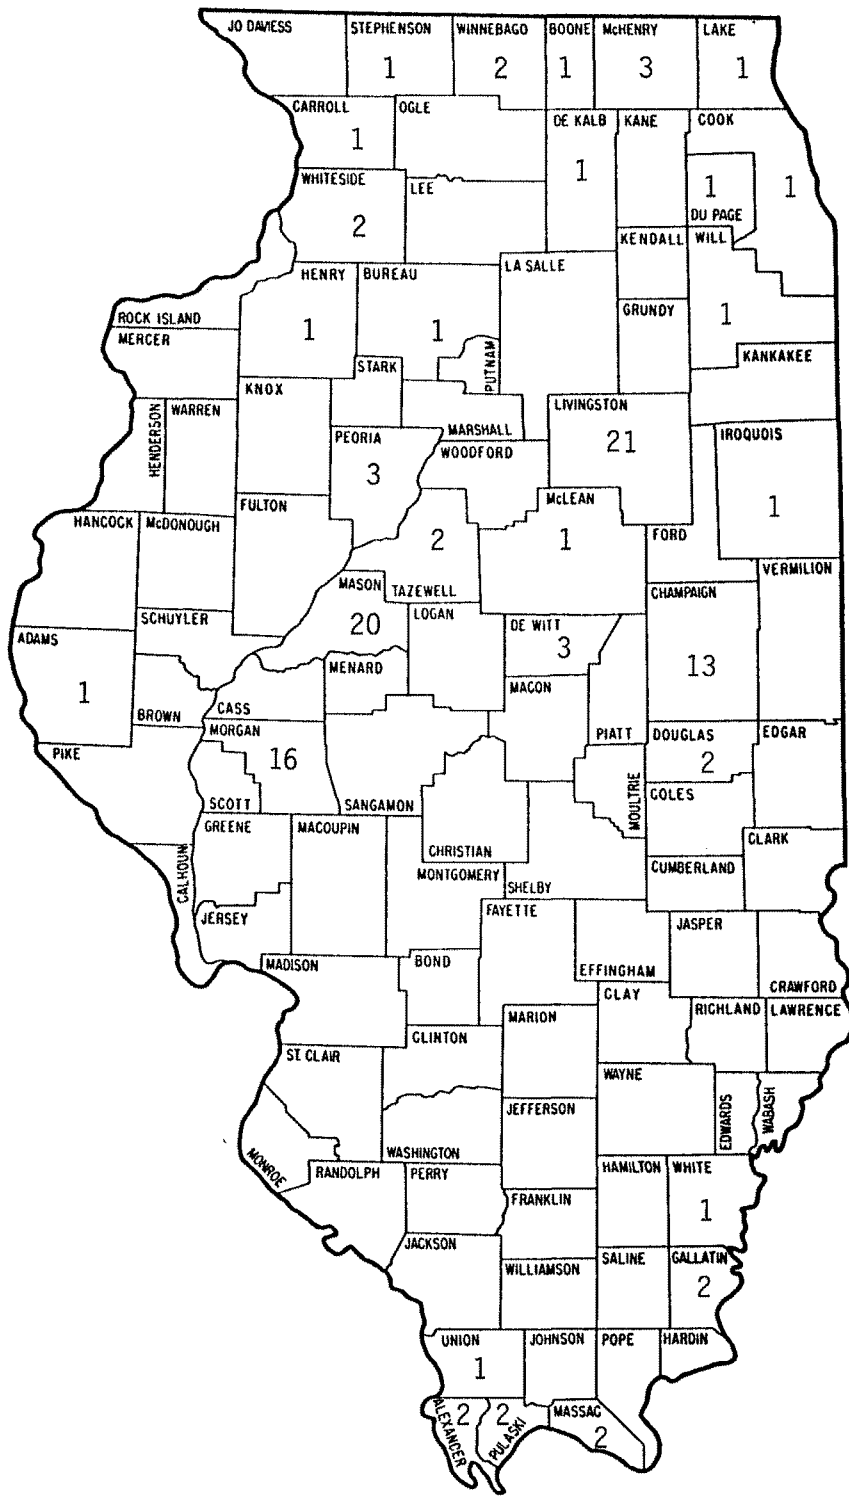 JO DAVIESS STEPHENSON WINNEBAGO BOONE McHENRY LAKE
1 2 1 3 1
CARROLL OGLE DE KALB KANE COOK
1 1 1 1
WHITESIDE LEE DU PAGE
2
KENDALL WILL
HENRY BUREAU LA SALLE
ROCK ISLAND 1 1 GRUNDY 1
MERCER PUTNAM KANKAKEE
STARK
KNOX LIVINGSTON
HENDERSON WARREN MARSHALL
PEORIA WOODFORD 21 IROQUOIS
3
FULTON McLEAN 1
HANCOCK McDONOUGH 2 1 FORD
MASON TAZEWELL VERMILION
CHAMPAIGN
SCHUYLER 20 LOGAN DE WITT
ADAMS MENARD 3 13
1 MACON
BROWN CASS
MORGAN PIATT DOUGLAS EDGAR
PIKE 16 2
SCOTT SANGAMON MOULTRIE COLES
GREENE MACOUPIN CLARK
CALHOUN CHRISTIAN
MONTGOMERY CUMBERLAND
SHELBY
FAYETTE
JERSEY JASPER
MADISON BOND EFFINGHAM
CLAY CRAWFORD
MARION RICHLAND LAWRENCE
CLINTON
ST. CLAIR
WAYNE
JEFFERSON EDWARDS WABASH
WASHINGTON
MONROE RANDOLPH PERRY HAMILTON WHITE
FRANKLIN 1
JACKSON
WILLIAMSON SALINE GALLATIN
2
UNION JOHNSON POPE HARDIN
1
ALEXANDER 2 2 PULASKI MASSAC
2